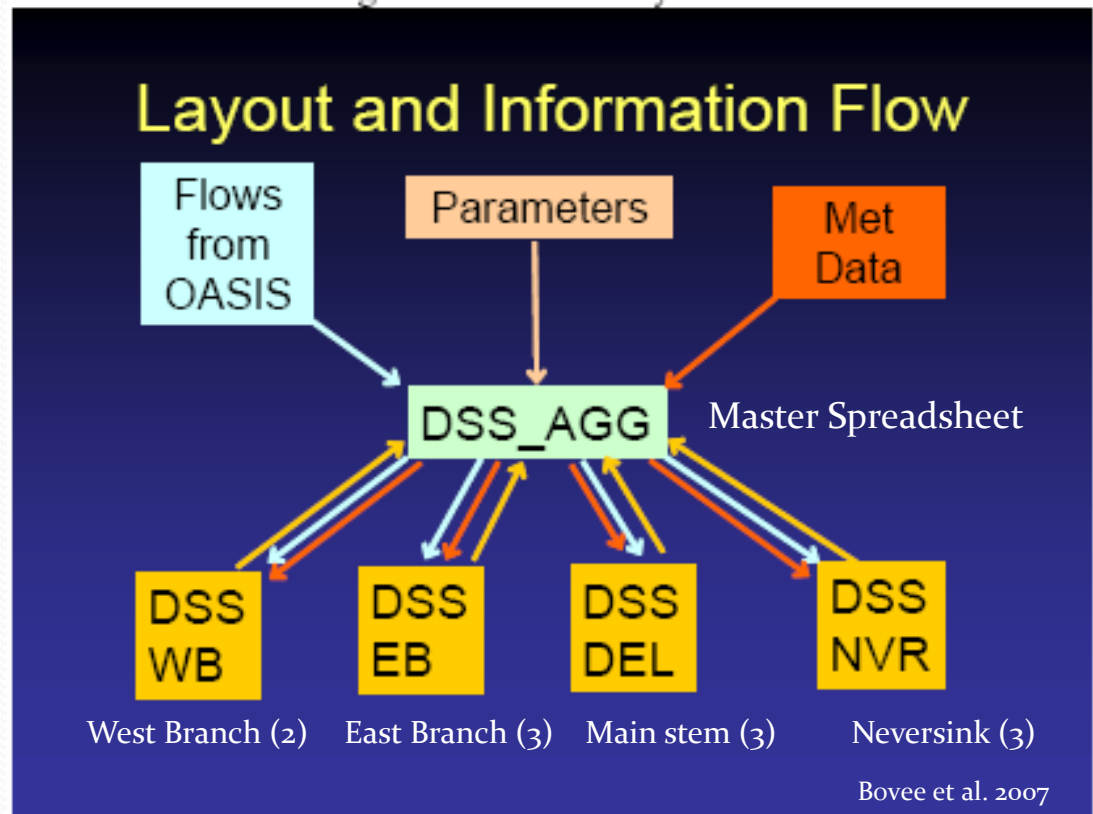 Layout and Information Flow
Flows
from
OASIS
Parameters
Met
Data
DSS_AGG
Master Spreadsheet
DSS
WB
DSS
EB
DSS
DEL
DSS
NVR
West Branch (2)
East Branch (3)
Main stem (3)
Neversink (3)
Bovee et al. 2007